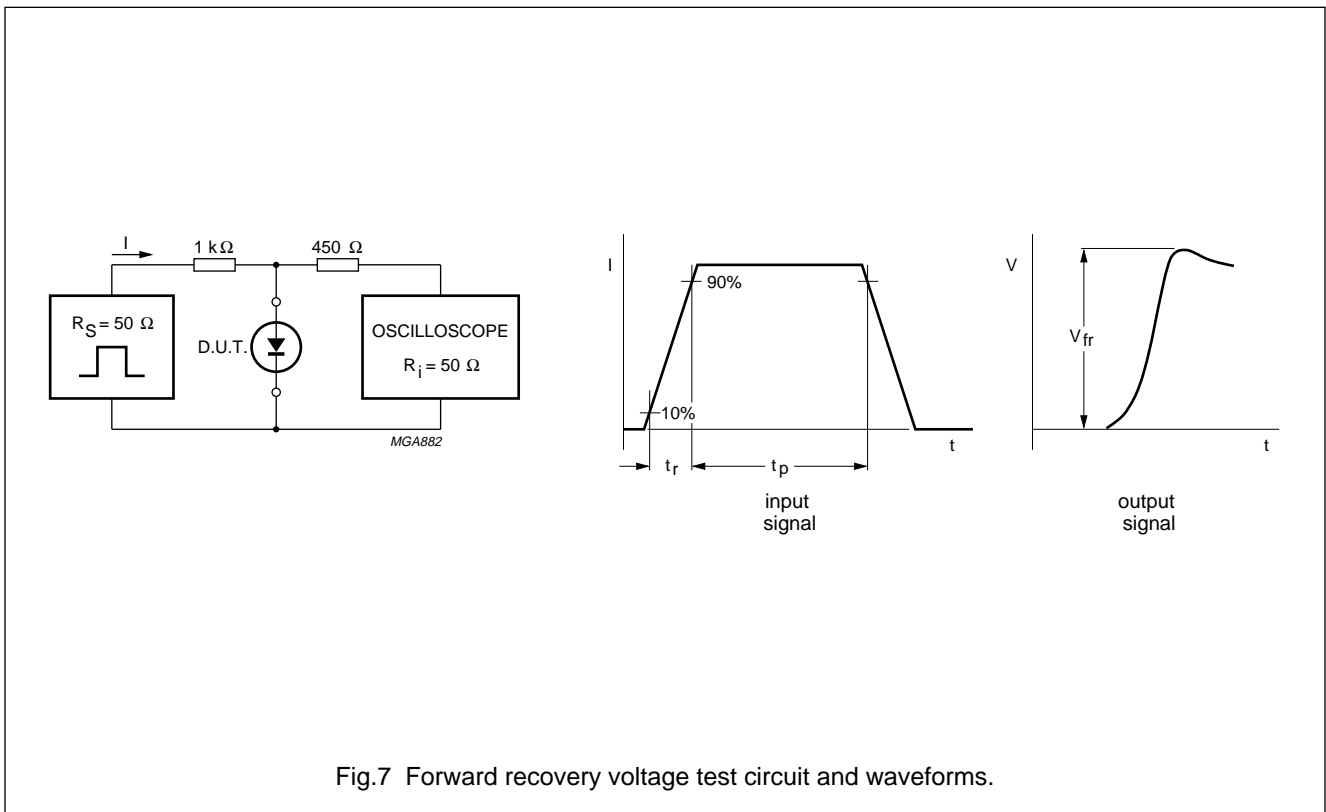 I
1 kΩ
450 Ω
R_S = 50 Ω
D.U.T.
OSCILLOSCOPE
R_i = 50 Ω
MGA882
I
90%
10%
t
t_r
t_p
input
signal
V
V_fr
t
output
signal
Fig.7 Forward recovery voltage test circuit and waveforms.